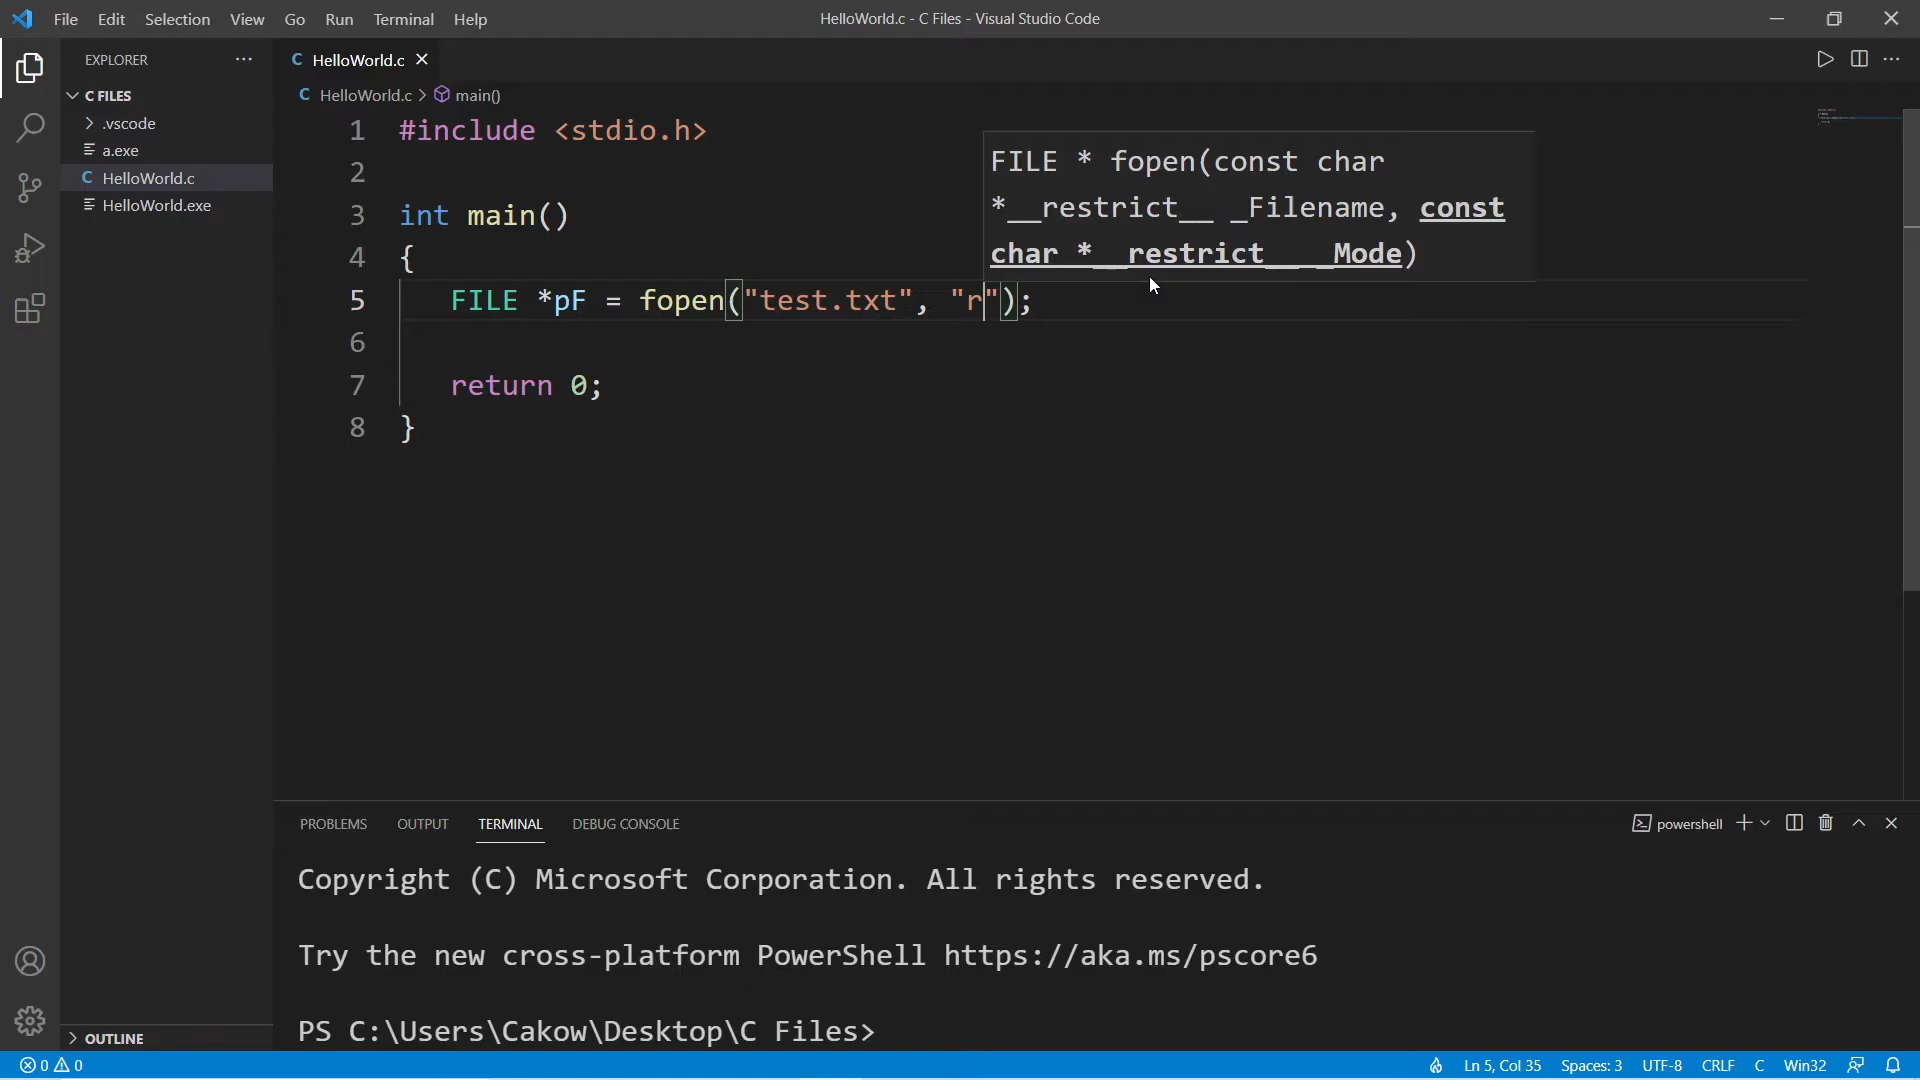 File Edit Selection View Go Run Terminal Help HelloWorld.c - C Files - Visual Studio Code
EXPLORER
C FILES
.vscode
a.exe
C HelloWorld.c
HelloWorld.exe
OUTLINE
C HelloWorld.c
C HelloWorld.c > main()
1 #include <stdio.h>
2
3 int main()
4 {
5 FILE *pF = fopen("test.txt", "r");
6
7 return 0;
8 }
FILE * fopen(const char
*__restrict__ _Filename, const
char *__restrict__ _Mode)
PROBLEMS OUTPUT TERMINAL DEBUG CONSOLE powershell
Copyright (C) Microsoft Corporation. All rights reserved.
Try the new cross-platform PowerShell https://aka.ms/pscore6
PS C:\Users\Cakow\Desktop\C Files>
0 0 Ln 5, Col 35 Spaces: 3 UTF-8 CRLF C Win32